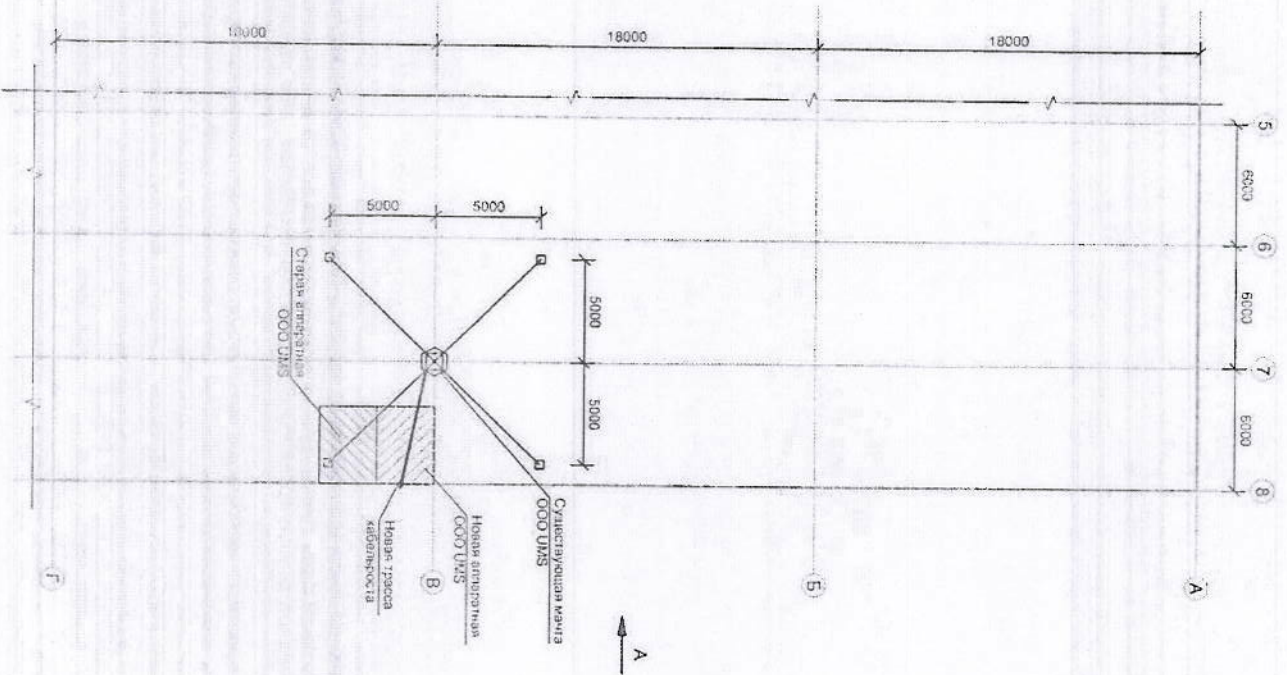 18000
18000
18000
5
6000
6
6000
7
6000
8
5000
5000
5000
5000
Старая аппаратная
ООО UMS
Существующая мачта
ООО UMS
Новая аппаратная
ООО UMS
Новая трасса
кабельроста
Г
В
Б
А
А